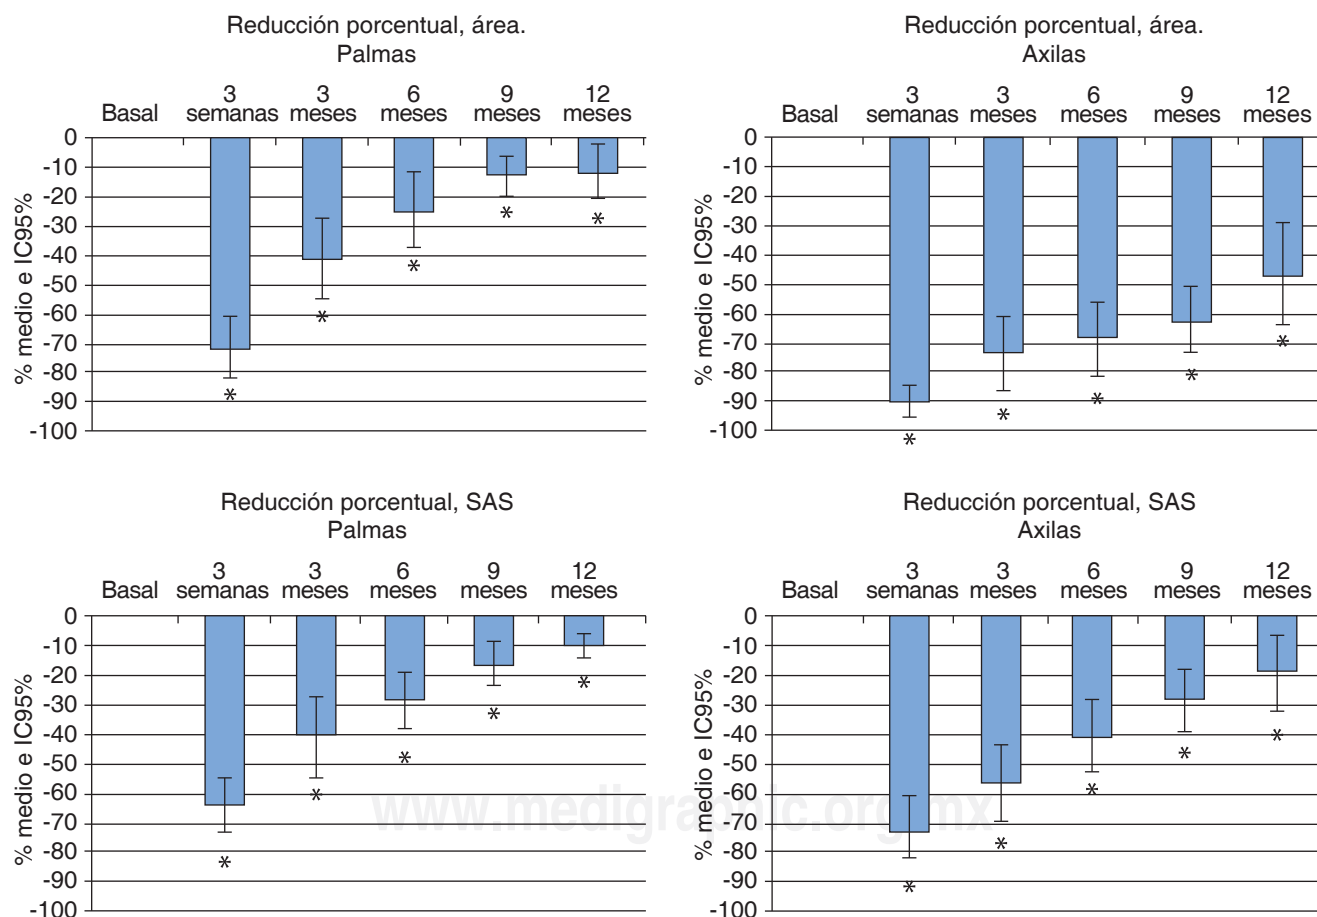 Reducción porcentual, área.
Palmas
Basal 3 semanas 3 meses 6 meses 9 meses 12 meses
% medio e IC95%
0
-10
-20
-30
-40
-50
-60
-70
-80
-90
-100
* * * * *
Reducción porcentual, área.
Axilas
Basal 3 semanas 3 meses 6 meses 9 meses 12 meses
% medio e IC95%
0
-10
-20
-30
-40
-50
-60
-70
-80
-90
-100
* * * * *
Reducción porcentual, SAS
Palmas
Basal 3 semanas 3 meses 6 meses 9 meses 12 meses
% medio e IC95%
0
-10
-20
-30
-40
-50
-60
-70
-80
-90
-100
* * * * *
Reducción porcentual, SAS
Axilas
Basal 3 semanas 3 meses 6 meses 9 meses 12 meses
% medio e IC95%
0
-10
-20
-30
-40
-50
-60
-70
-80
-90
-100
* * * * *
www.medigraphic.org.mx